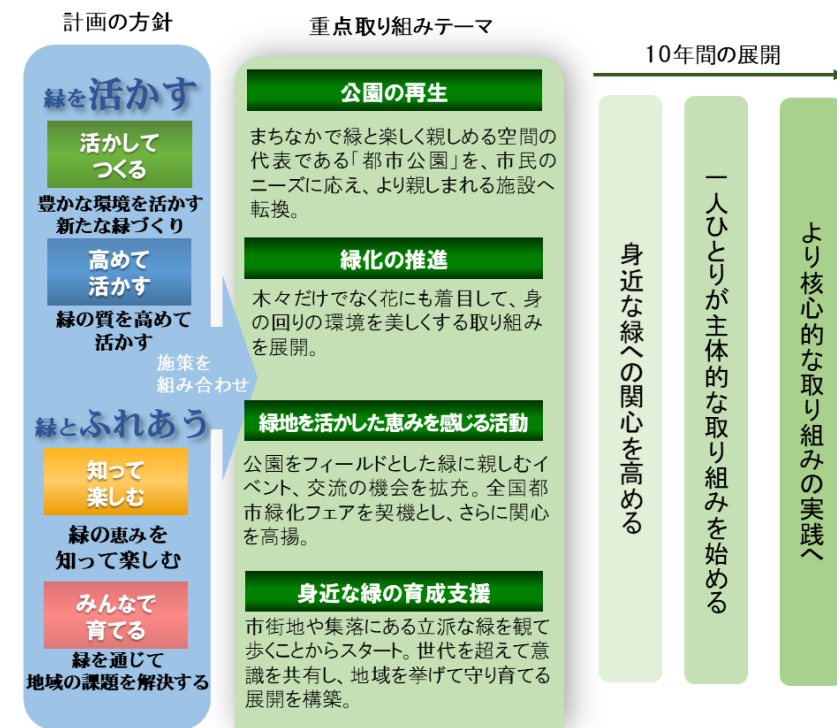 計画の方針
重点取り組みテーマ
10年間の展開
緑を活かす
活かして
つくる
豊かな環境を活かす
新たな緑づくり
高めて
活かす
緑の質を高めて
活かす
施策を
組み合わせ
緑とふれあう
知って
楽しむ
緑の恵みを
知って楽しむ
みんなで
育てる
緑を通じて
地域の課題を解決する
公園の再生
まちなかで緑と楽しく親しめる空間の
代表である「都市公園」を、市民の
ニーズに応え、より親しまれる施設へ
転換。
緑化の推進
木々だけでなく花にも着目して、身
の回りの環境を美しくする取り組み
を展開。
緑地を活かした恵みを感じる活動
公園をフィールドとした緑に親しむイ
ベント、交流の機会を拡充。全国都
市緑化フェアを契機とし、さらに関心
を高揚。
身近な緑の育成支援
市街地や集落にある立派な緑を観て
歩くことからスタート。世代を超えて意
識を共有し、地域を挙げて守り育てる
展開を構築。
身近な緑への関心を高める
一人ひとりが主体的な取り組みを始める
より核心的な取り組みの実践へ